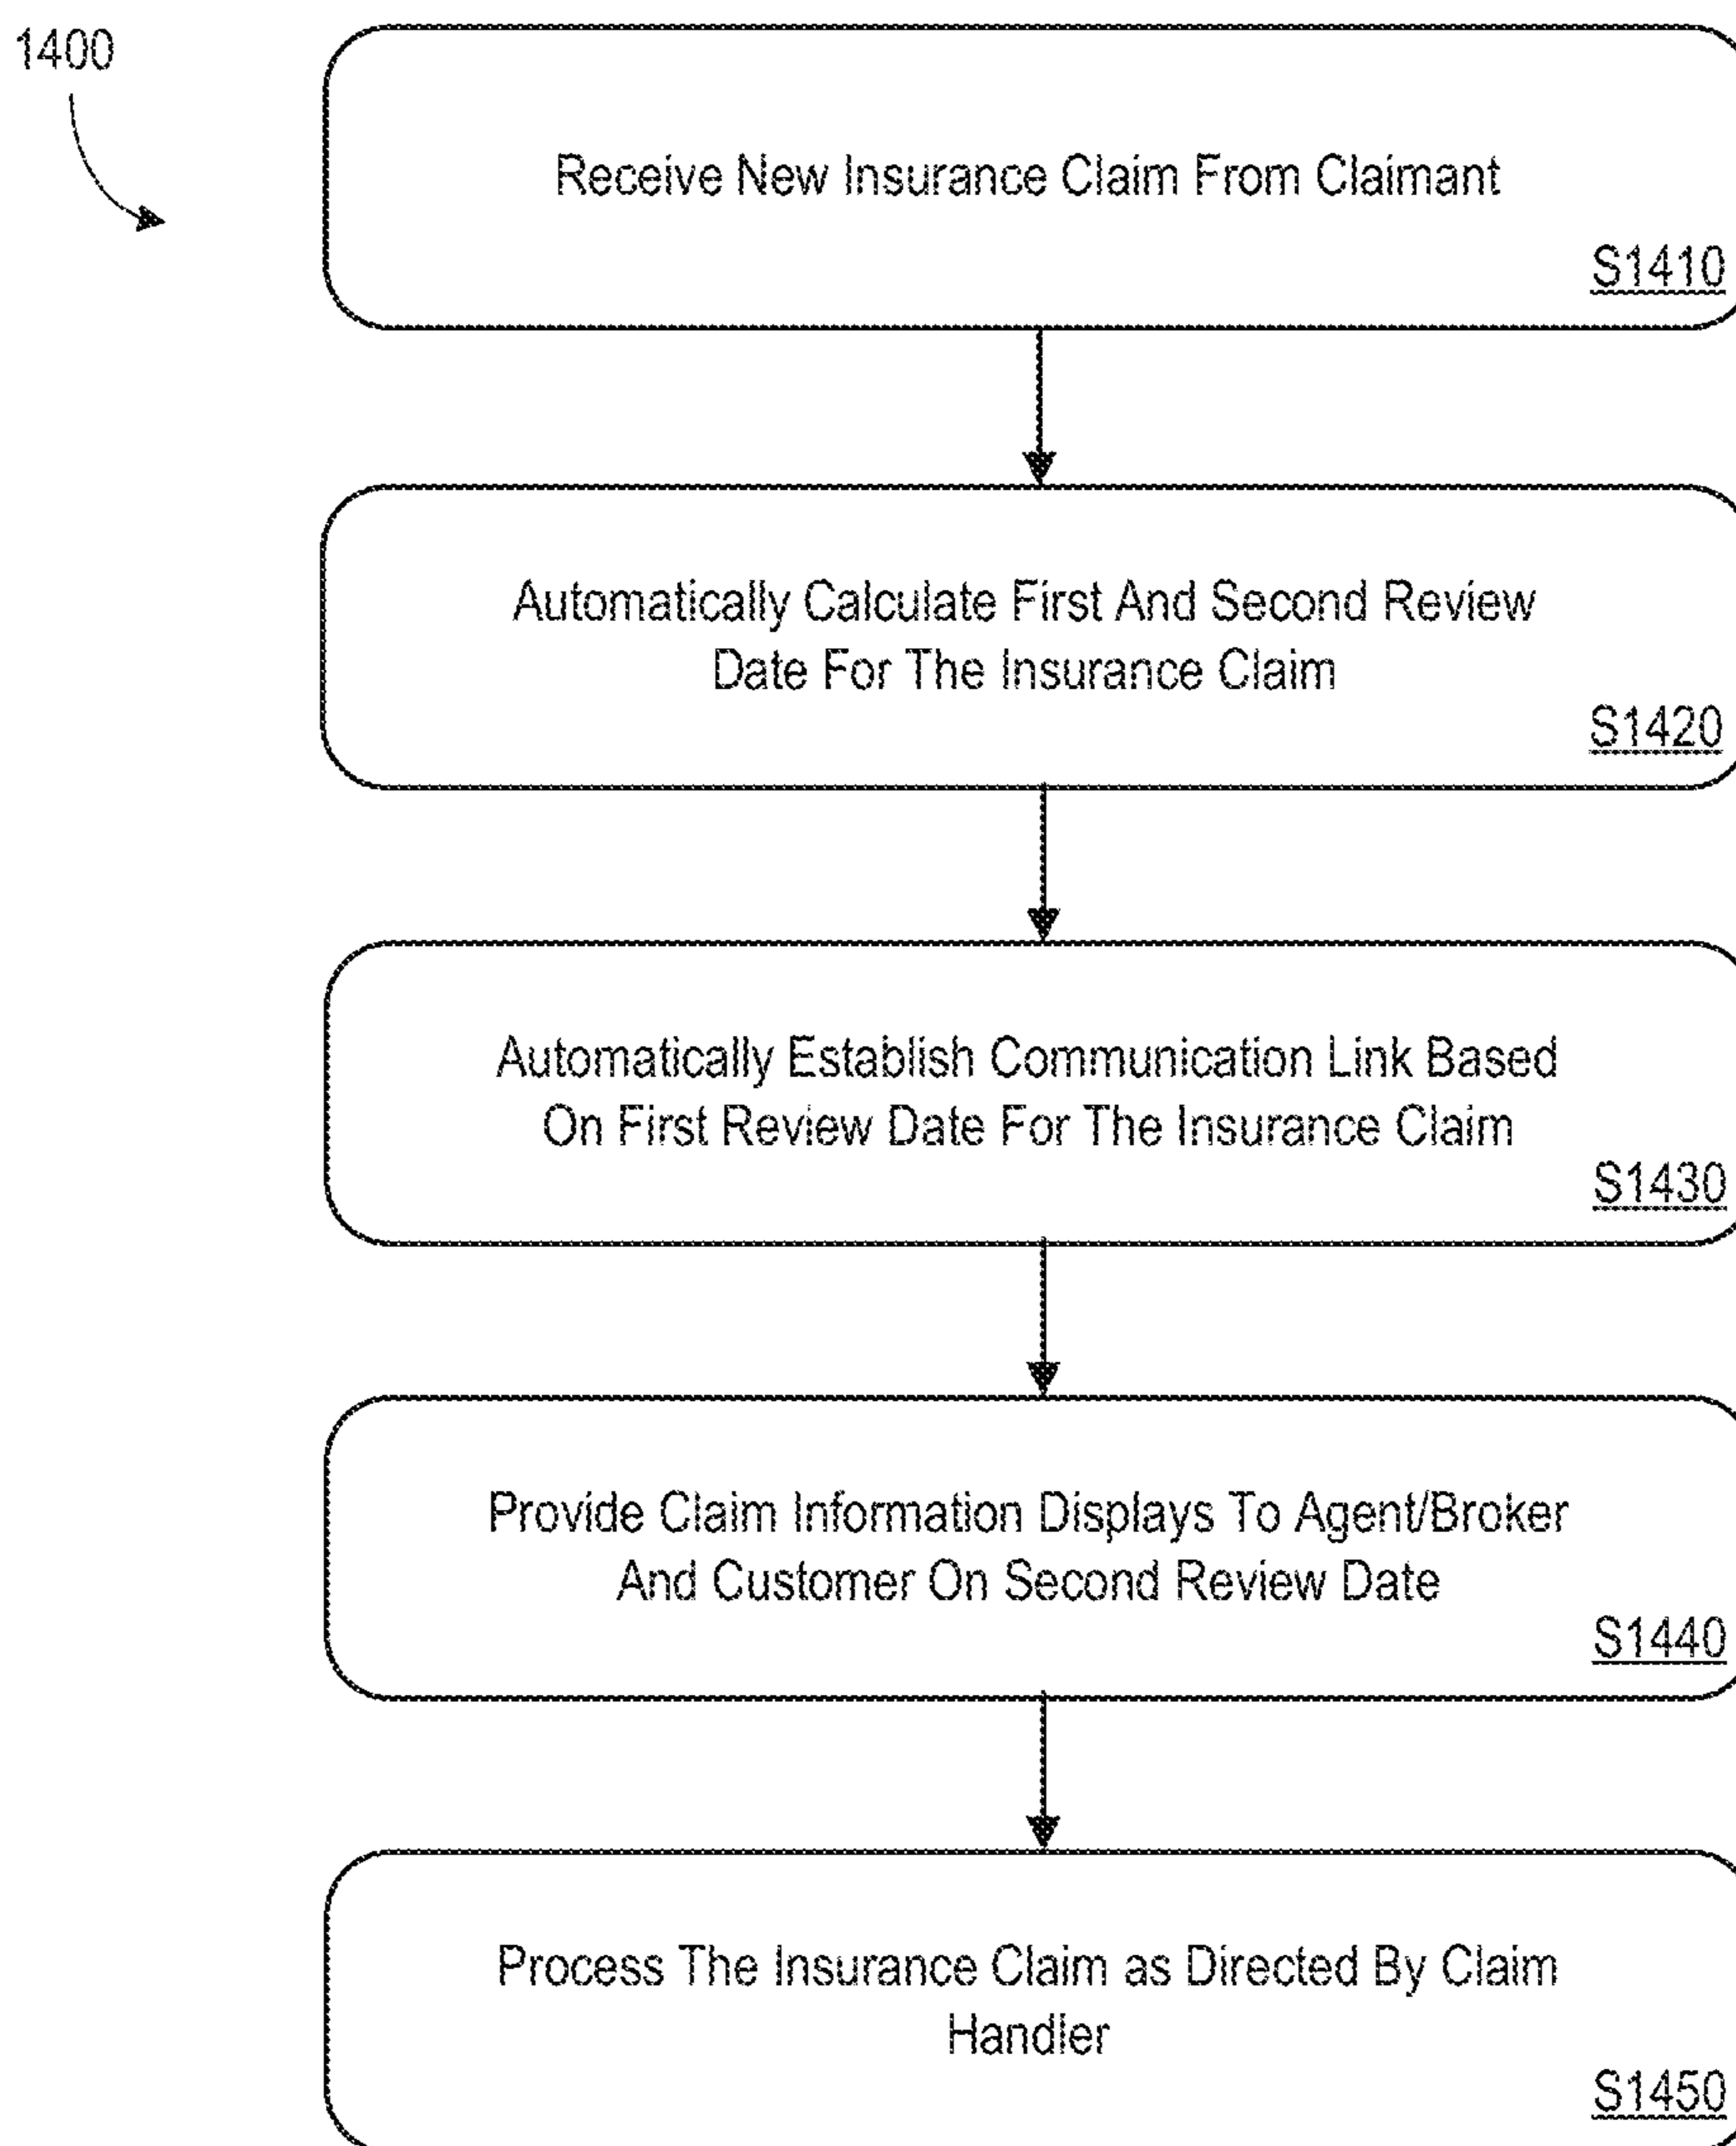 1400
Receive New Insurance Claim From Claimant
S1410
Automatically Calculate First And Second Review
Date For The Insurance Claim
S1420
Automatically Establish Communication Link Based
On First Review Date For The Insurance Claim
S1430
Provide Claim Information Displays To Agent/Broker
And Customer On Second Review Date
S1440
Process The Insurance Claim as Directed By Claim
Handler
S1450